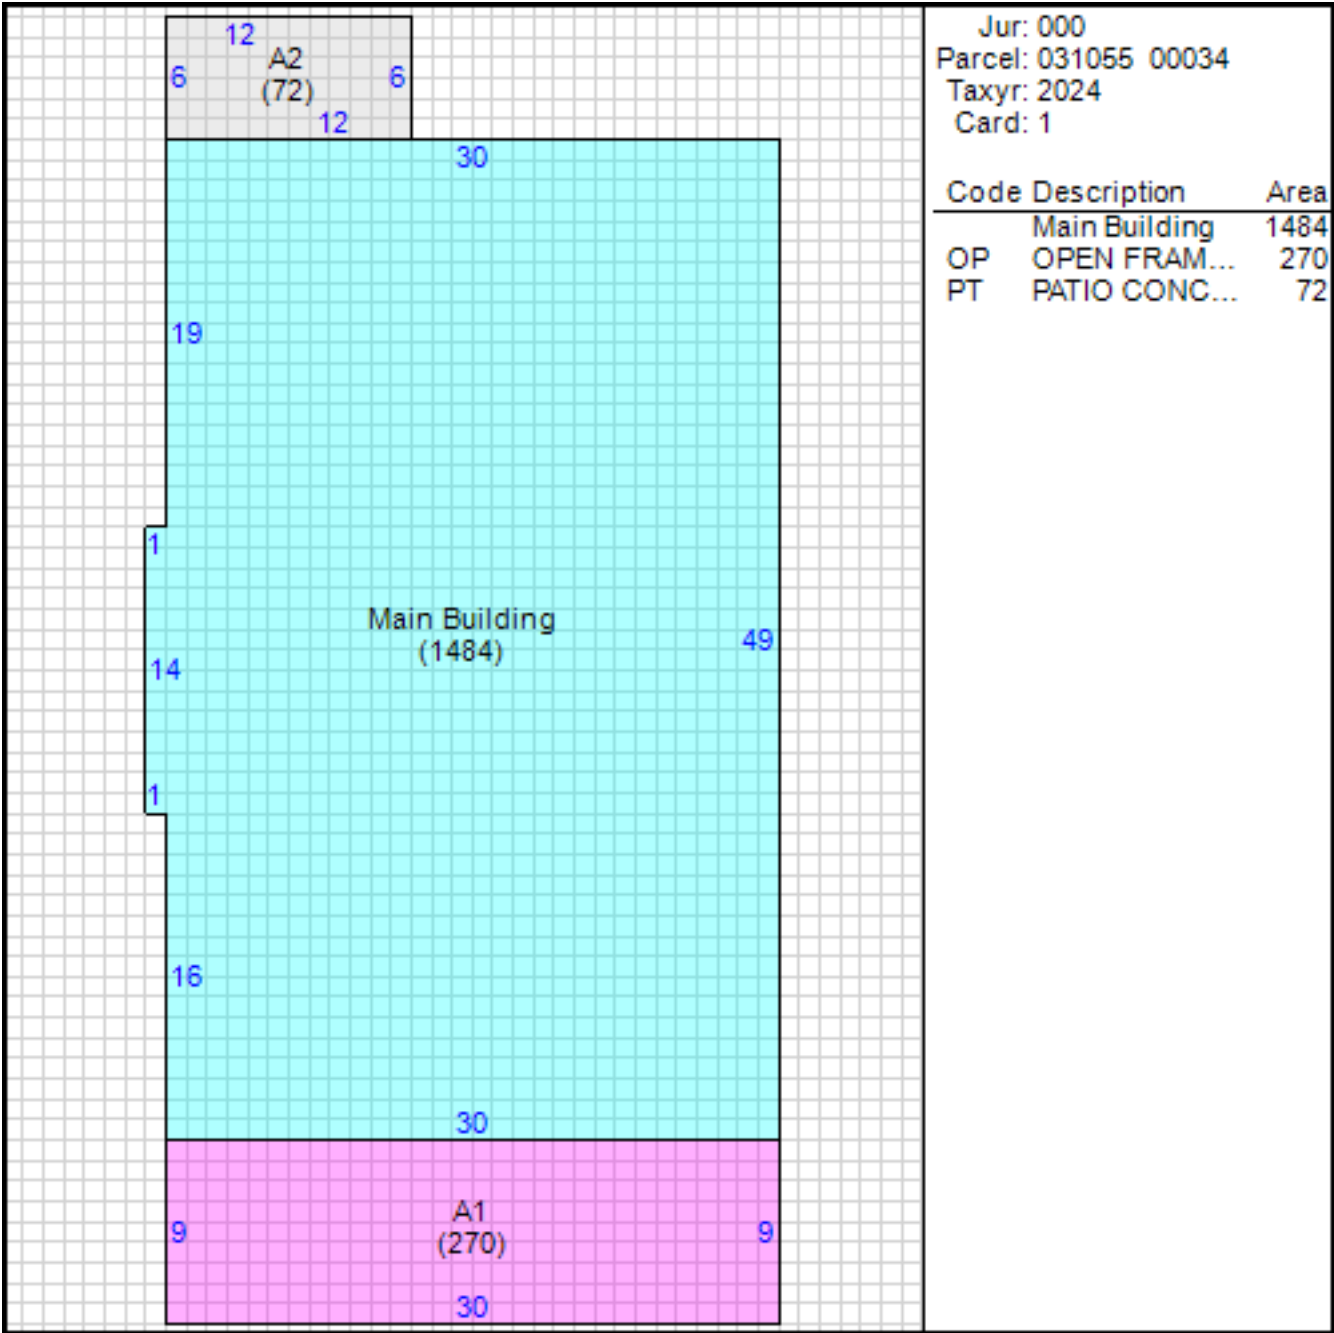 12
A2
6
6
(72)
12
30
19
1
Main Building
49
(1484)
14
1
16
30
A1
9
9
(270)
30
Jur: 000
Parcel: 031055 00034
Taxyr: 2024
Card: 1
Code Description Area
Main Building 1484
OP OPEN FRAM... 270
PT PATIO CONC... 72